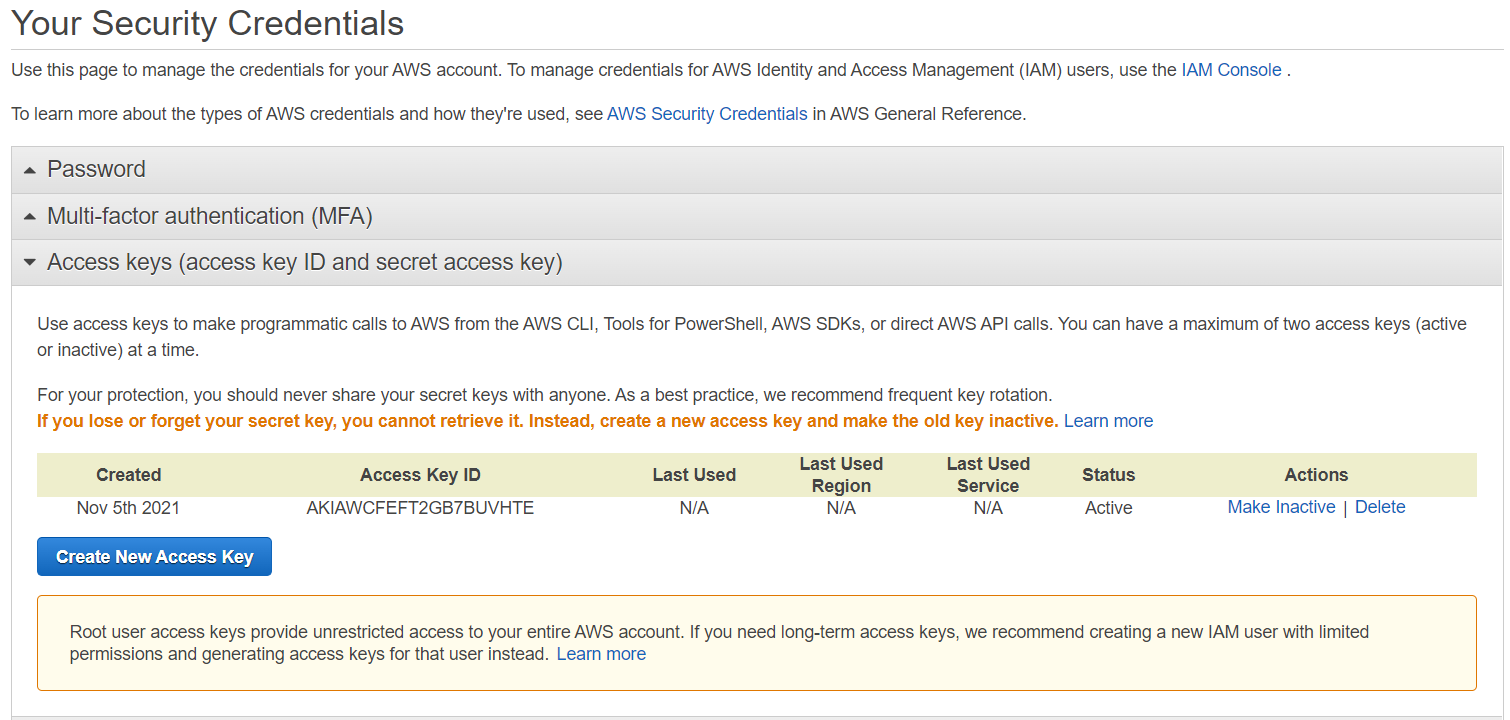 Your Security Credentials
Use this page to manage the credentials for your AWS account. To manage credentials for AWS Identity and Access Management (IAM) users, use the IAM Console .
To learn more about the types of AWS credentials and how they're used, see AWS Security Credentials in AWS General Reference.
Password
Multi-factor authentication (MFA)
Access keys (access key ID and secret access key)
Use access keys to make programmatic calls to AWS from the AWS CLI, Tools for PowerShell, AWS SDKs, or direct AWS API calls. You can have a maximum of two access keys (active
or inactive) at a time.
For your protection, you should never share your secret keys with anyone. As a best practice, we recommend frequent key rotation.
If you lose or forget your secret key, you cannot retrieve it. Instead, create a new access key and make the old key inactive. Learn more
Created Access Key ID Last Used Last Used Region Last Used Service Status Actions
Nov 5th 2021 AKIAWCFEFT2GB7BUVHTE N/A N/A N/A Active Make Inactive | Delete
Create New Access Key
Root user access keys provide unrestricted access to your entire AWS account. If you need long-term access keys, we recommend creating a new IAM user with limited
permissions and generating access keys for that user instead. Learn more